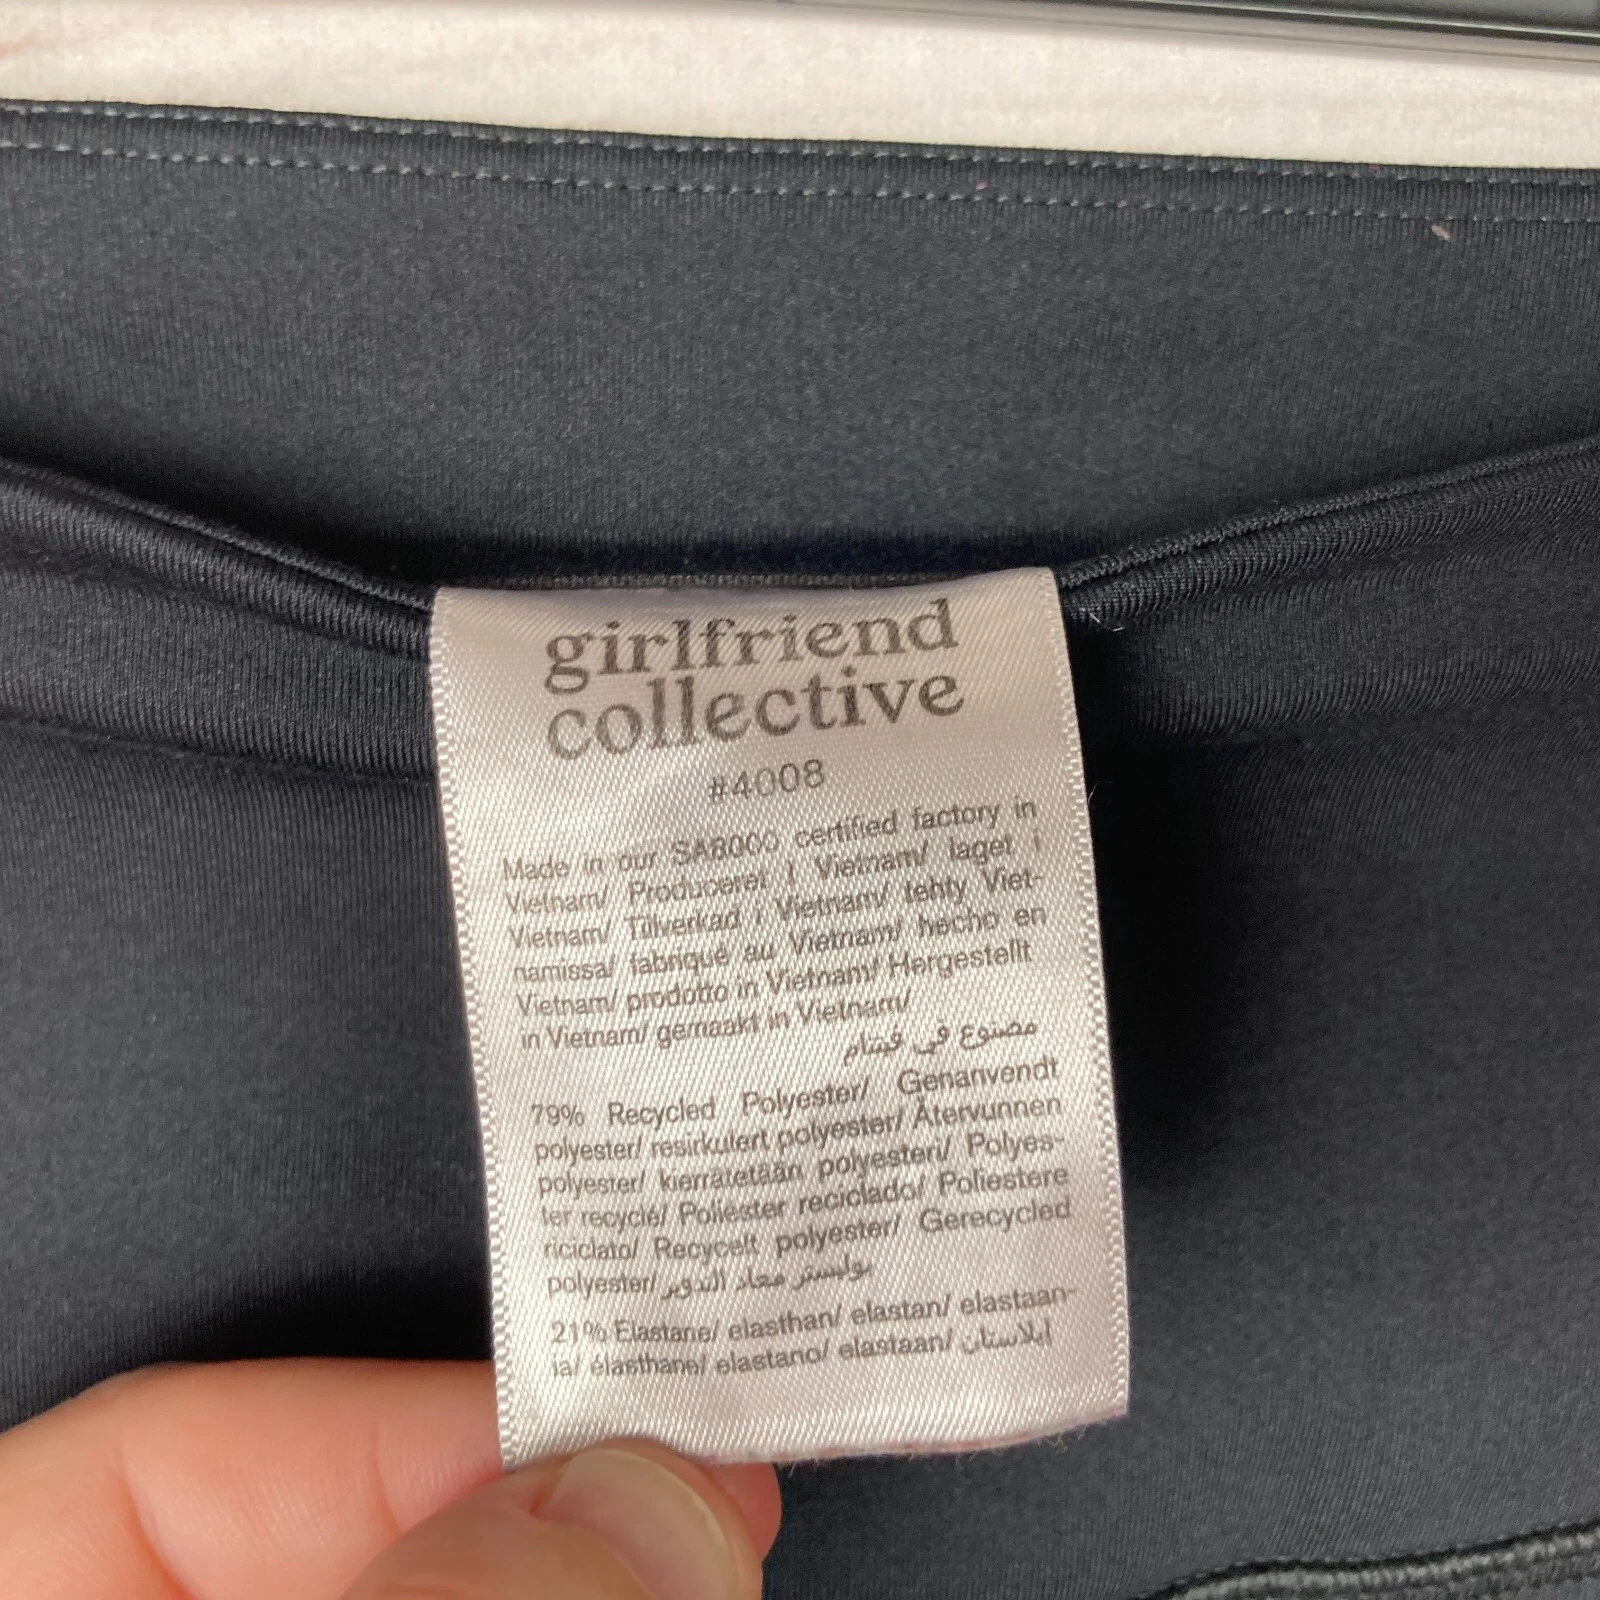 girlfriend
collective
#4008
Made in our SA8000 certified factory in
Vietnam/ Produceret I Vietnam/ laget i
Vietnam/ Tillverkad i Vietnam/ tehty Viet-
namissa/ fabriqué au Vietnam/ hecho en
Vietnam/ prodotto in Vietnam/ Hergestellt
in Vietnam/ gemaakt in Vietnam/
مصنوع في فيتنام
79% Recycled Polyester/ Genanvendt
polyester/ resirkulert polyester/ Återvunnen
polyester/ kierrätetään polyesteri/ Polyes-
ter recyclé/ Poliester reciclado/ Poliestere
riciclato/ Recycelt polyester/ Gerecycled
polyester/ بوليستر معاد التدوير
21% Elastane/ elasthan/ elastan/ elastaan-
ia/ élasthane/ elastano/ elastaan/ ايلاستان